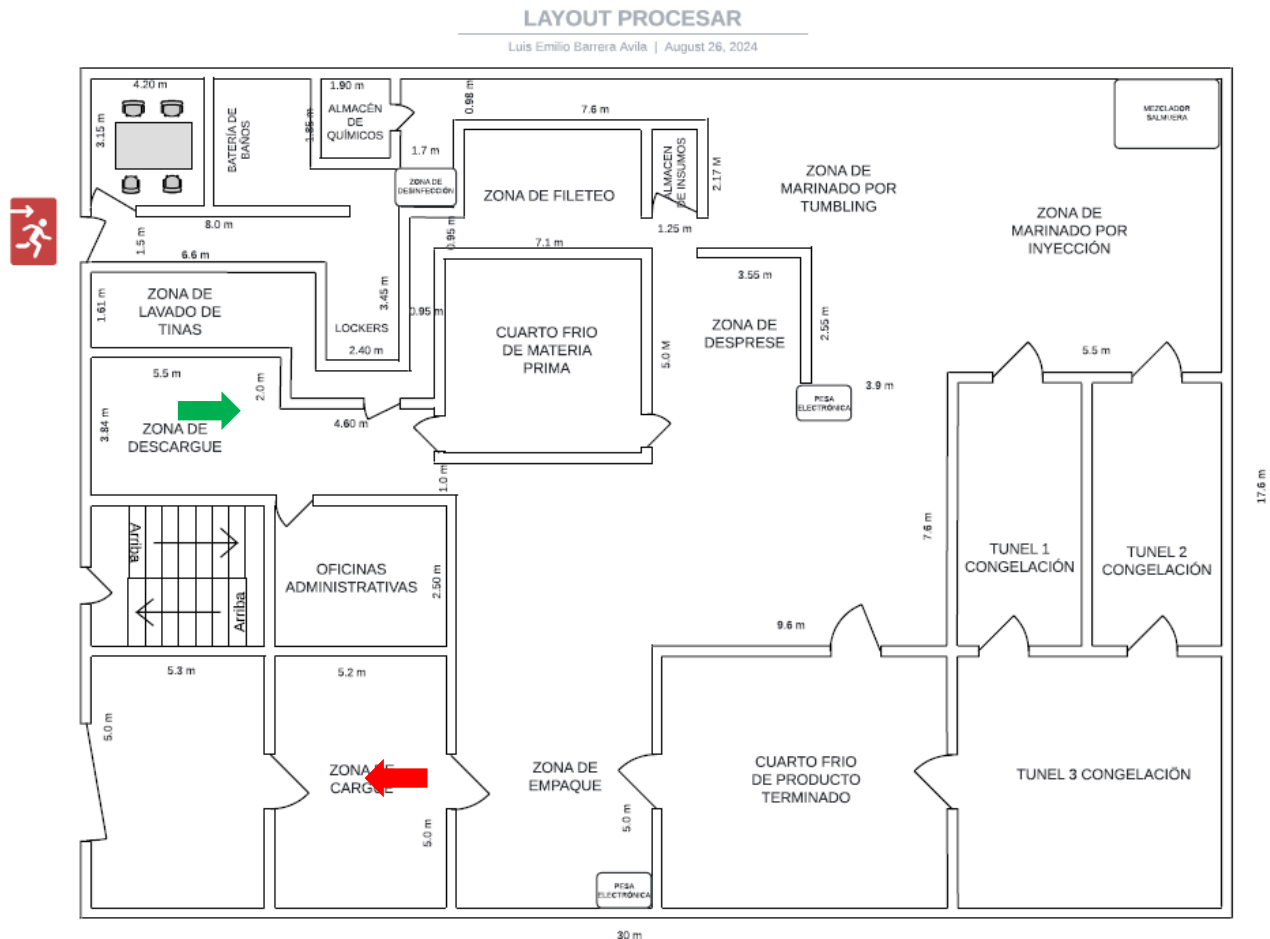 LAYOUT PROCESAR
Luis Emilio Barrera Avila | August 26, 2024
4.20 m
3.15 m
BATERÍA DE
BAÑOS
1.90 m
1.85 m
ALMACÉN
DE
QUÍMICOS
0.98 m
7.6 m
1.7 m
ZONA DE
DESINFECCIÓN
ZONA DE FILETEO
ALMACEN
DE INSUMOS
2.17 M
1.25 m
ZONA DE
MARINADO POR
TUMBLING
MEZCLADOR
SALMUERA
ZONA DE
MARINADO POR
INYECCIÓN
8.0 m
1.5 m
6.6 m
0.95 m
7.1 m
3.55 m
1.61 m
ZONA DE
LAVADO DE
TINAS
3.45 m
0.95 m
LOCKERS
2.40 m
CUARTO FRIO
DE MATERIA
PRIMA
5.0 M
ZONA DE
DESPRESE
2.55 m
5.5 m
5.5 m
2.0 m
3.84 m
ZONA DE
DESCARGUE
4.60 m
3.9 m
PESA
ELECTRÓNICA
1.0 m
17.6 m
7.6 m
Arriba
Arriba
OFICINAS
ADMINISTRATIVAS
2.50 m
TUNEL 1
CONGELACIÓN
TUNEL 2
CONGELACIÓN
9.6 m
5.3 m
5.2 m
5.0 m
ZONA DE
CARGUE
5.0 m
ZONA DE
EMPAQUE
5.0 m
CUARTO FRIO
DE PRODUCTO
TERMINADO
TUNEL 3 CONGELACIÓN
PESA
ELECTRÓNICA
30 m